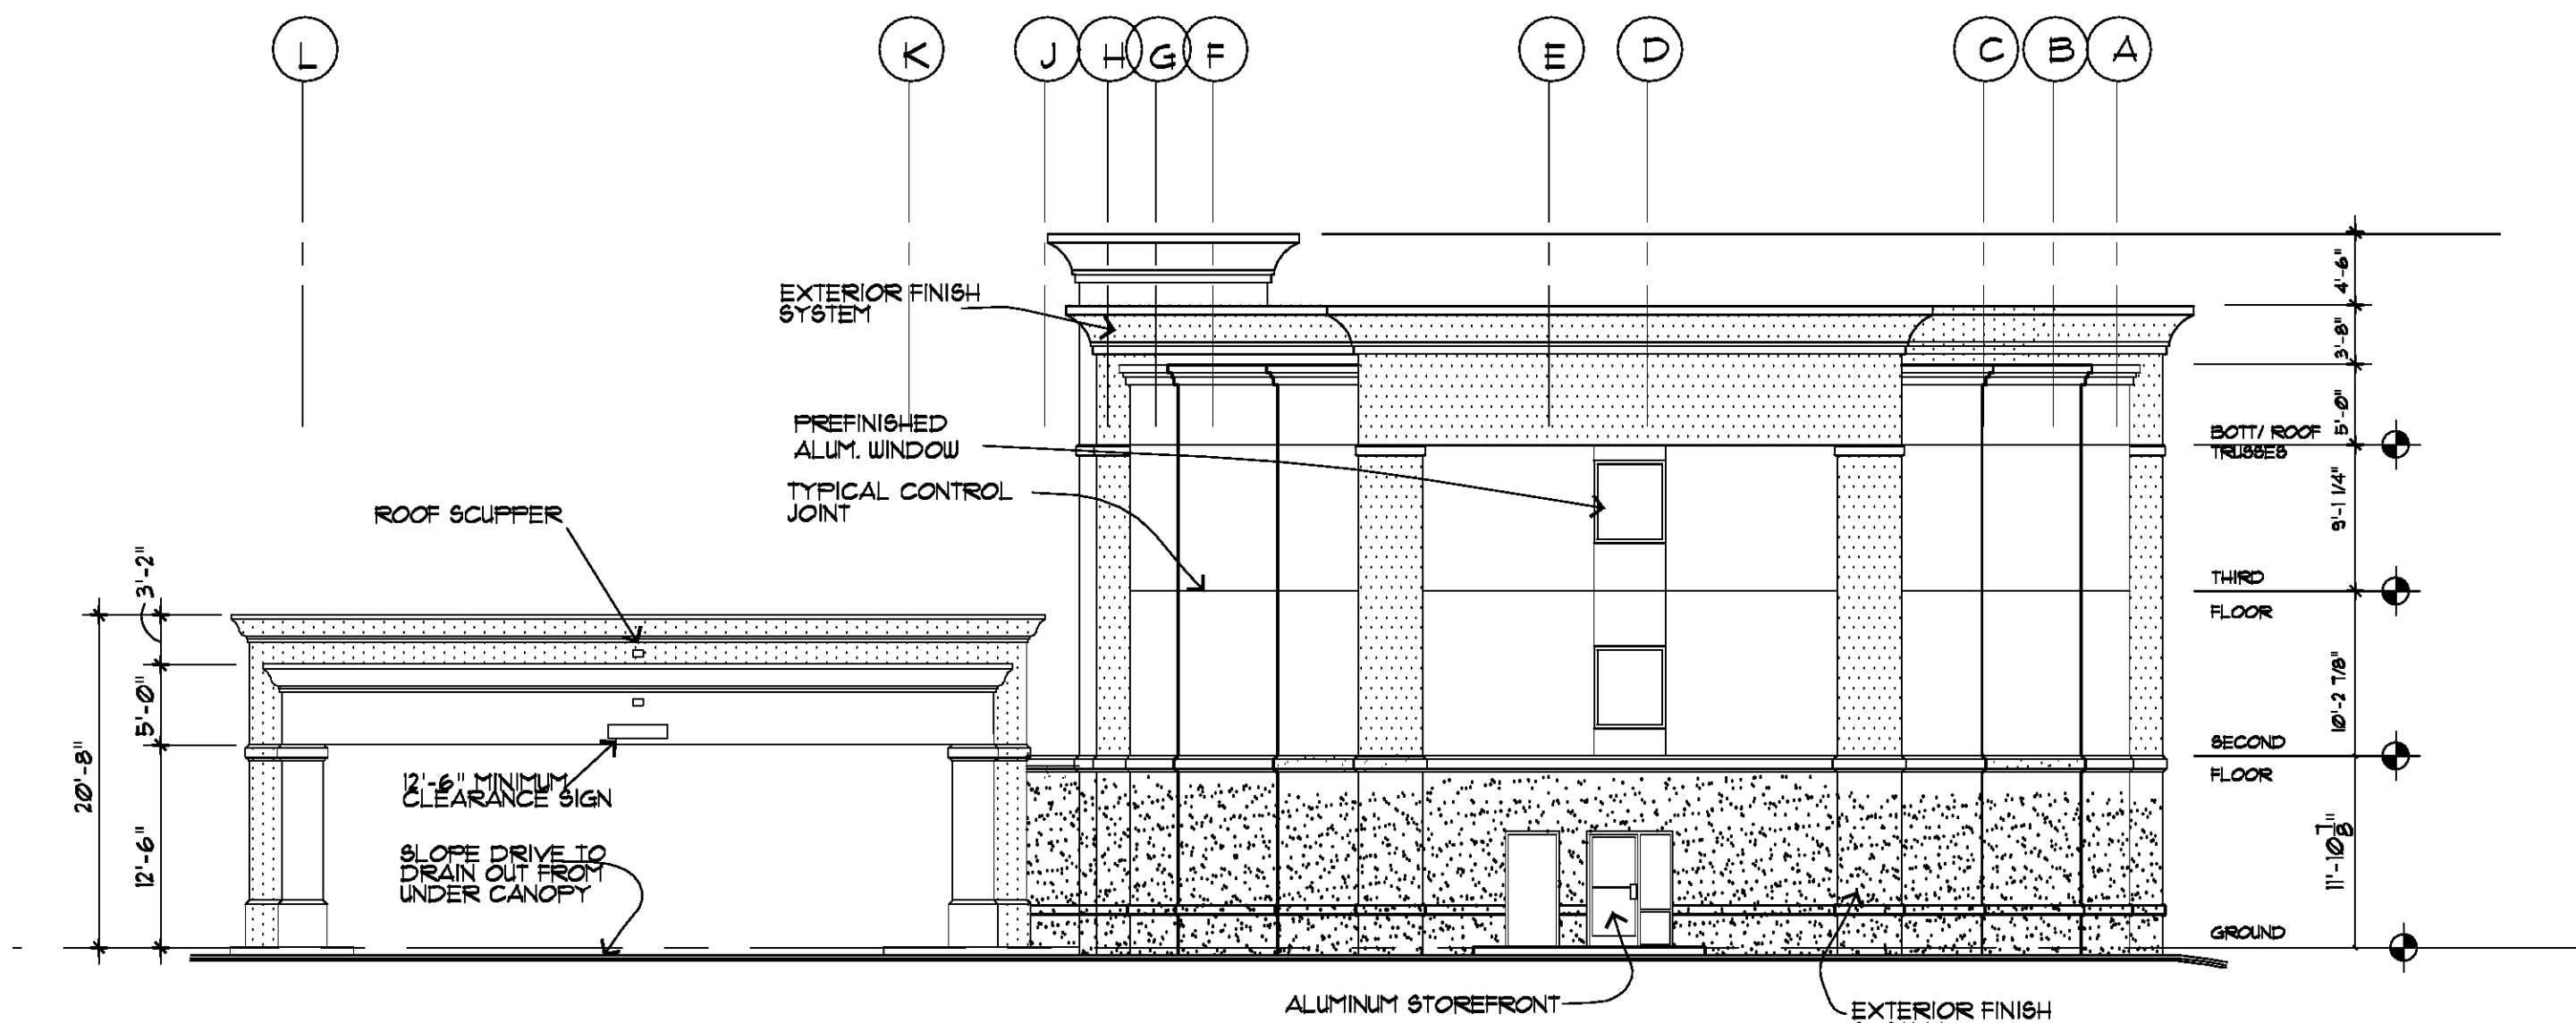 L K J H G F E D C B A
EXTERIOR FINISH
SYSTEM
PREFINISHED
ALUM. WINDOW
TYPICAL CONTROL
JOINT
ROOF SCUPPER
12'-6" MINIMUM
CLEARANCE SIGN
SLOPE DRIVE TO
DRAIN OUT FROM
UNDER CANOPY
20'-8"
3'-2"
5'-0"
12'-6"
ALUMINUM STOREFRONT
EXTERIOR FINISH
4'-6"
3'-8"
5'-0"
9'-1 1/4"
10'-2 7/8"
11'-10 7/8"
BOTT/ ROOF
TRUSSES
THIRD
FLOOR
SECOND
FLOOR
GROUND